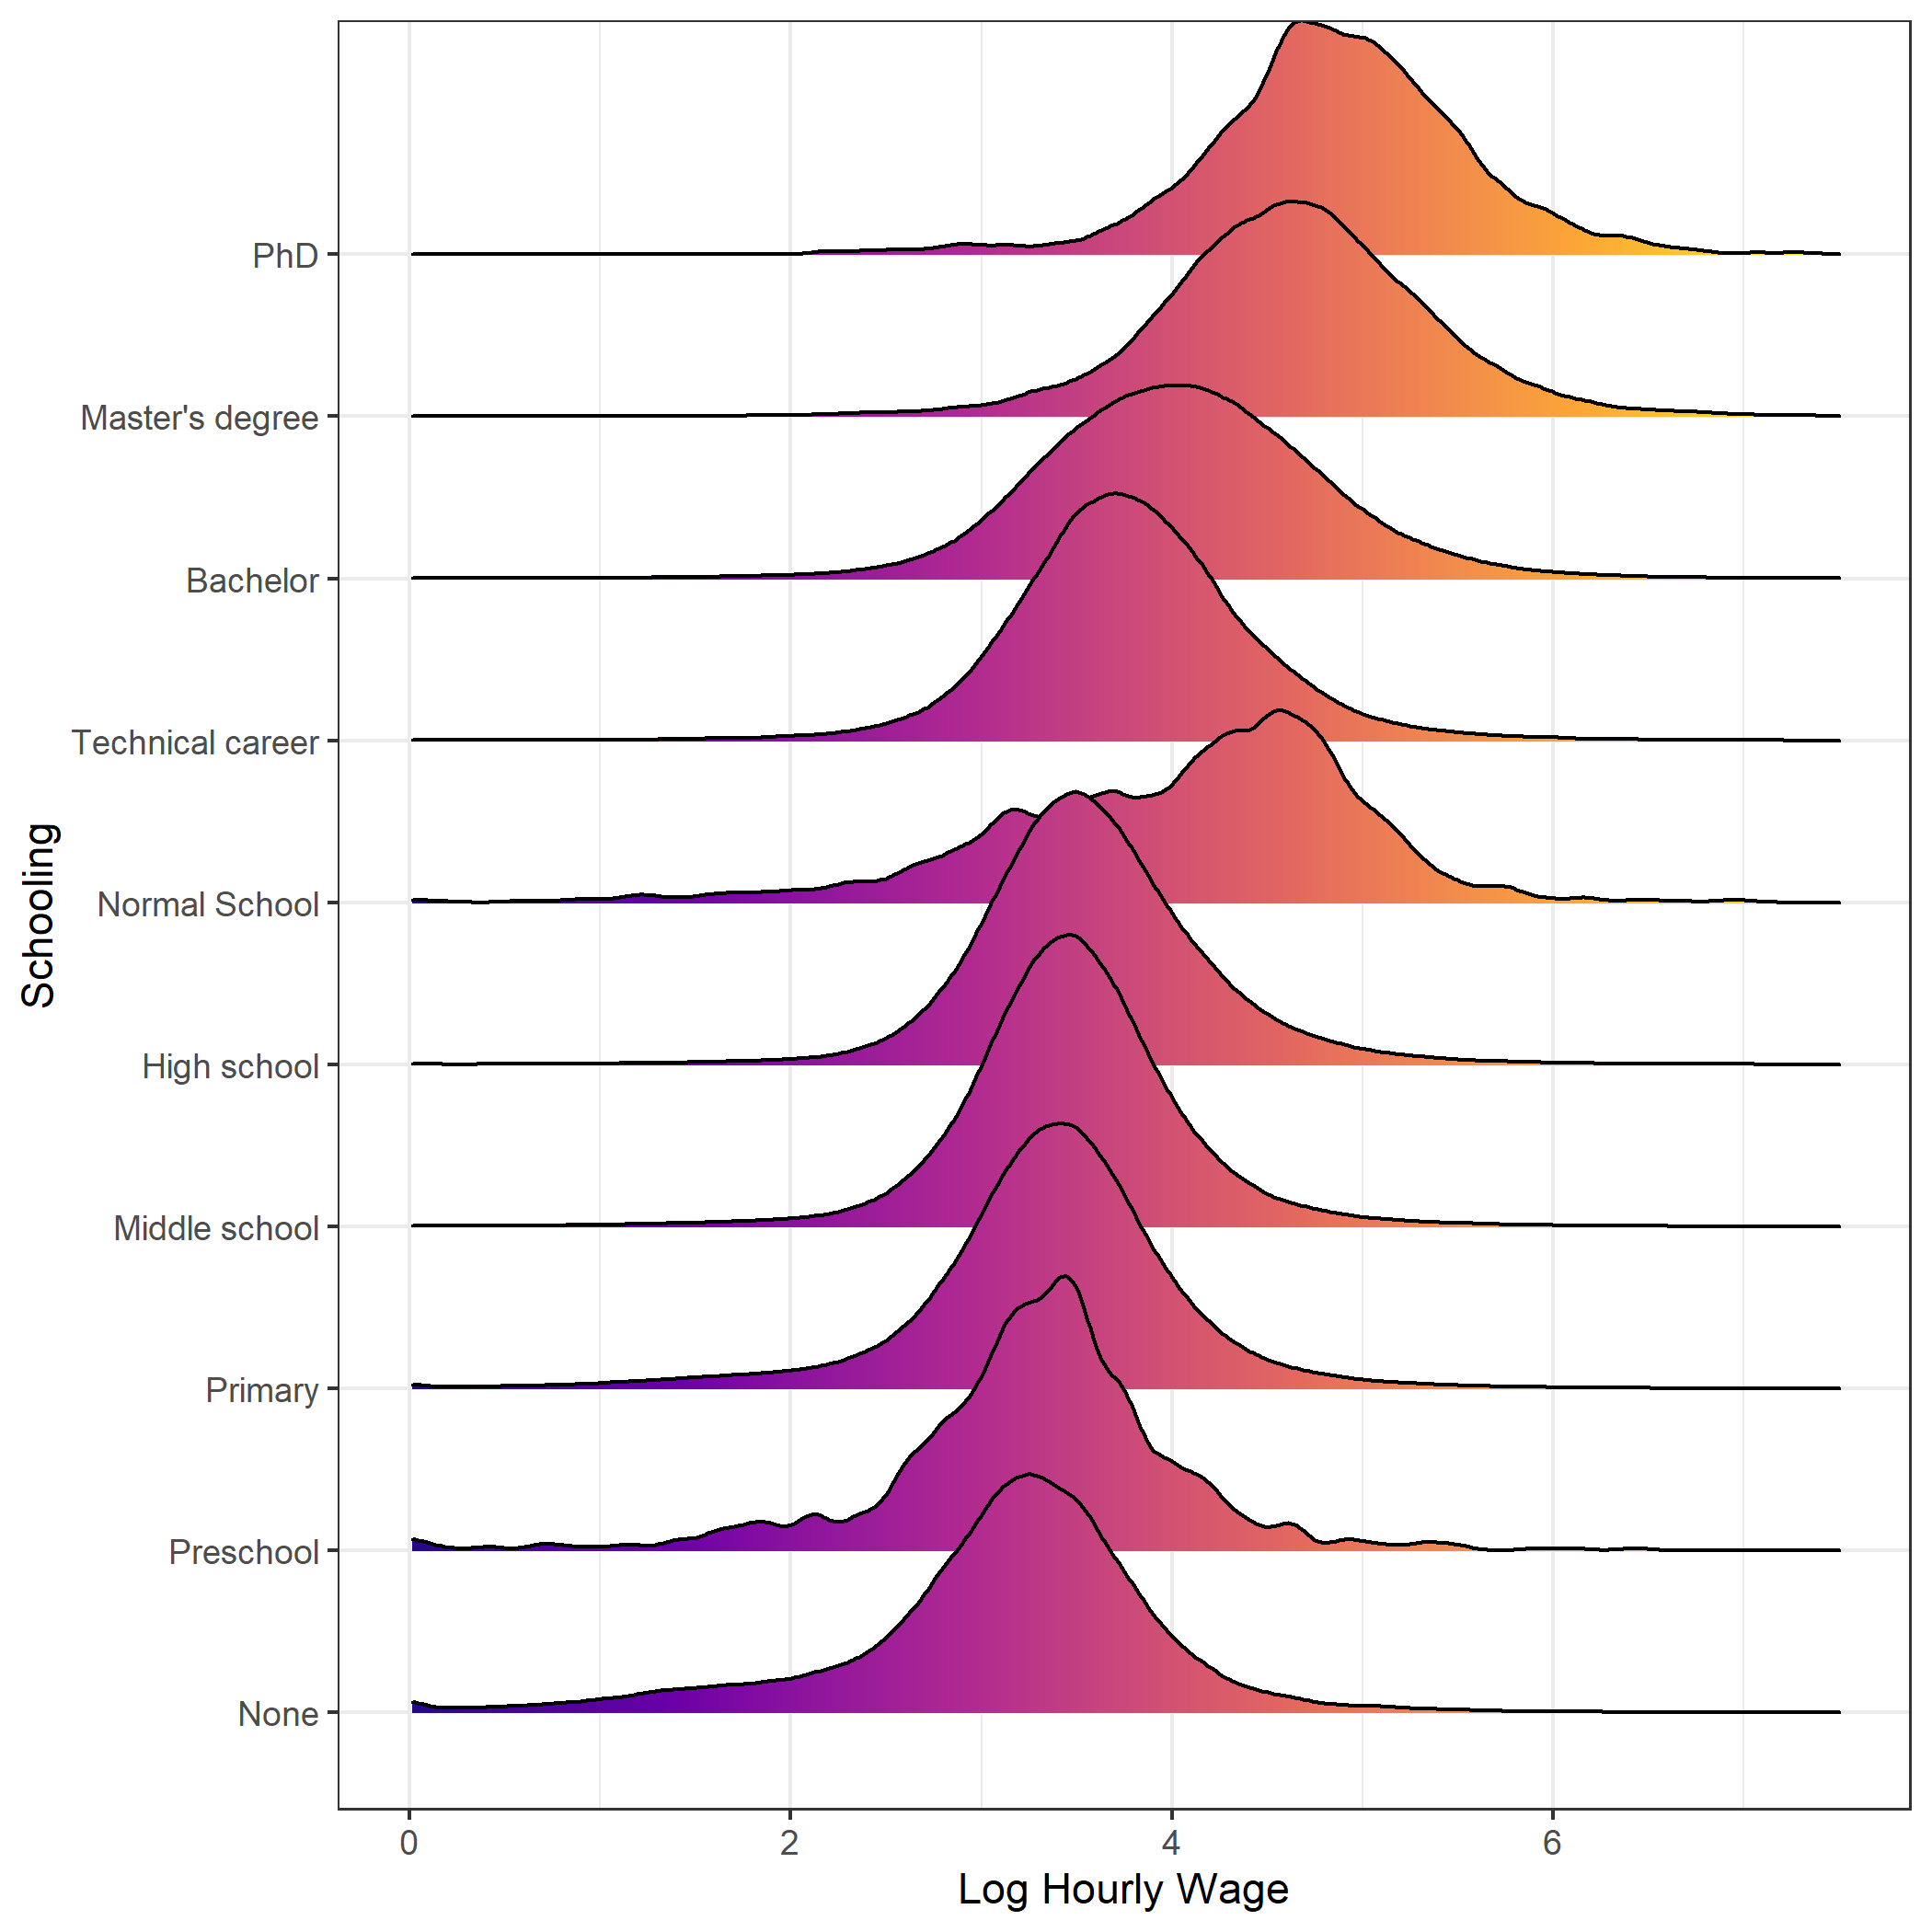 PhD
Master's degree
Bachelor
Technical career
Normal School
High school
Middle school
Primary
Preschool
None
Schooling
0 2 4 6
Log Hourly Wage